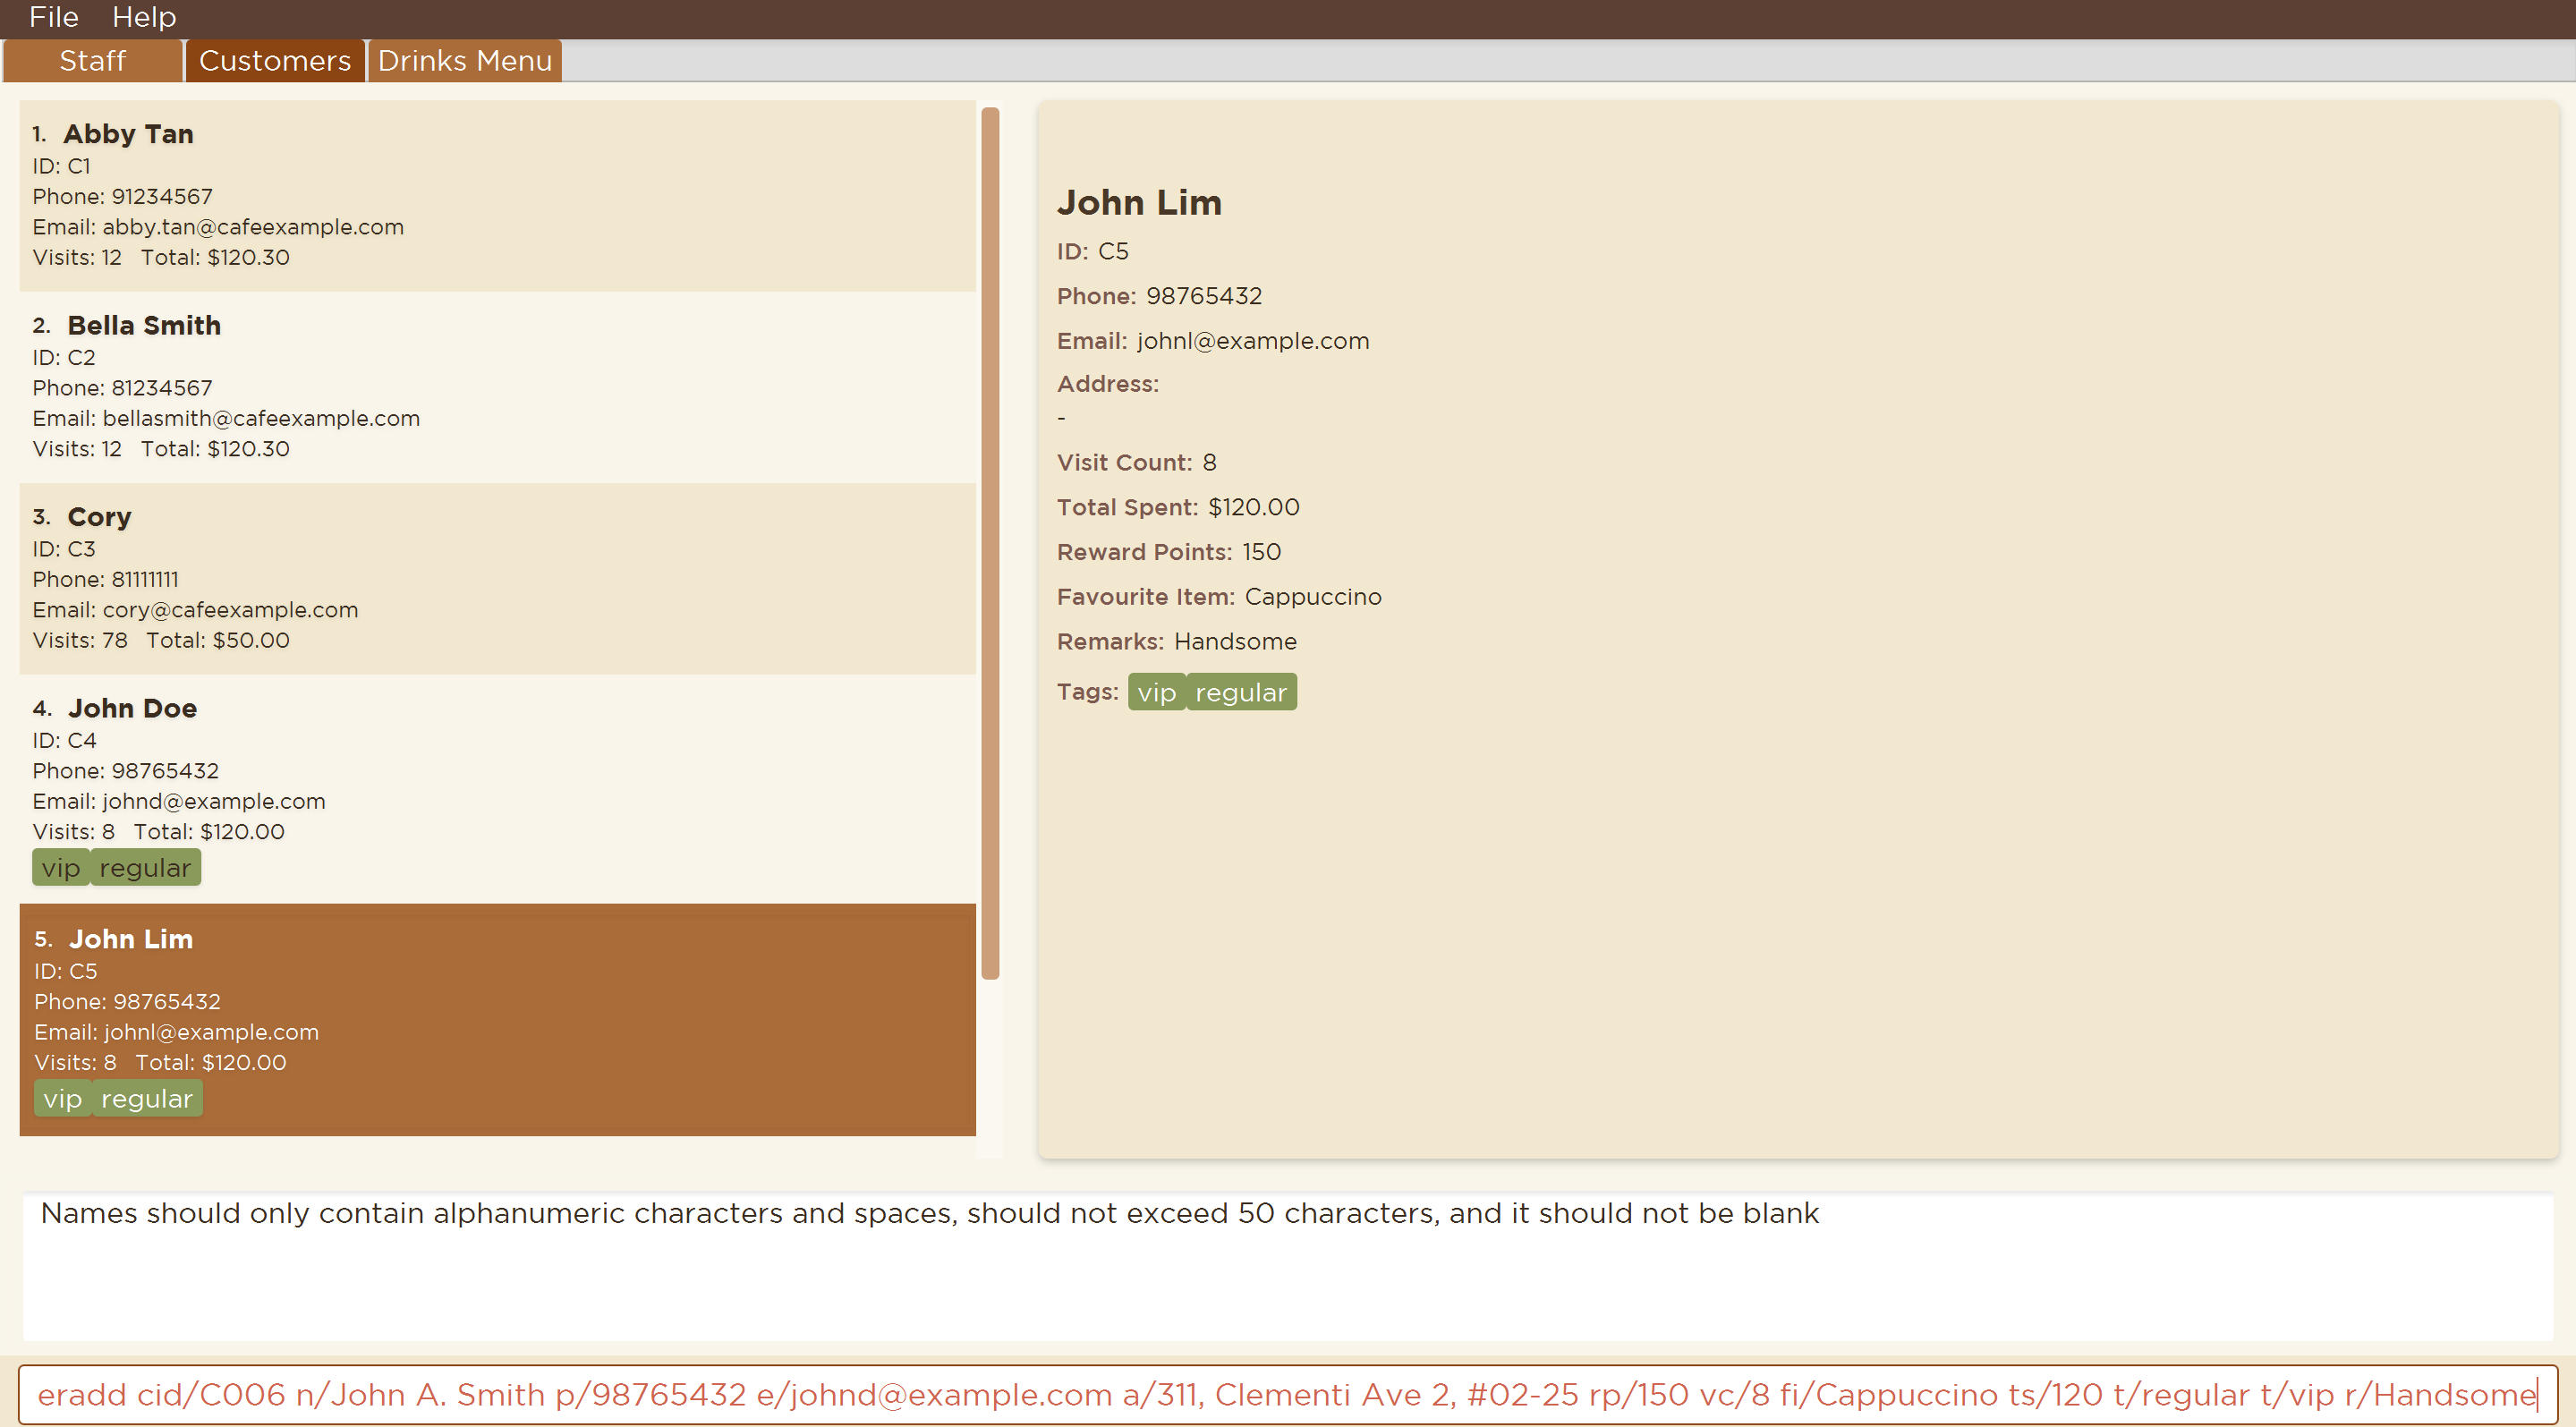 File Help
Staff Customers Drinks Menu
1. Abby Tan
ID: C1
Phone: 91234567
Email: abby.tan@cafeexample.com
Visits: 12 Total: $120.30
2. Bella Smith
ID: C2
Phone: 81234567
Email: bellasmith@cafeexample.com
Visits: 12 Total: $120.30
3. Cory
ID: C3
Phone: 81111111
Email: cory@cafeexample.com
Visits: 78 Total: $50.00
4. John Doe
ID: C4
Phone: 98765432
Email: johnd@example.com
Visits: 8 Total: $120.00
vip regular
5. John Lim
ID: C5
Phone: 98765432
Email: johnl@example.com
Visits: 8 Total: $120.00
vip regular
John Lim
ID: C5
Phone: 98765432
Email: johnl@example.com
Address:
-
Visit Count: 8
Total Spent: $120.00
Reward Points: 150
Favourite Item: Cappuccino
Remarks: Handsome
Tags: vip regular
Names should only contain alphanumeric characters and spaces, should not exceed 50 characters, and it should not be blank
eradd cid/C006 n/John A. Smith p/98765432 e/johnd@example.com a/311, Clementi Ave 2, #02-25 rp/150 vc/8 fi/Cappuccino ts/120 t/regular t/vip r/Handsome